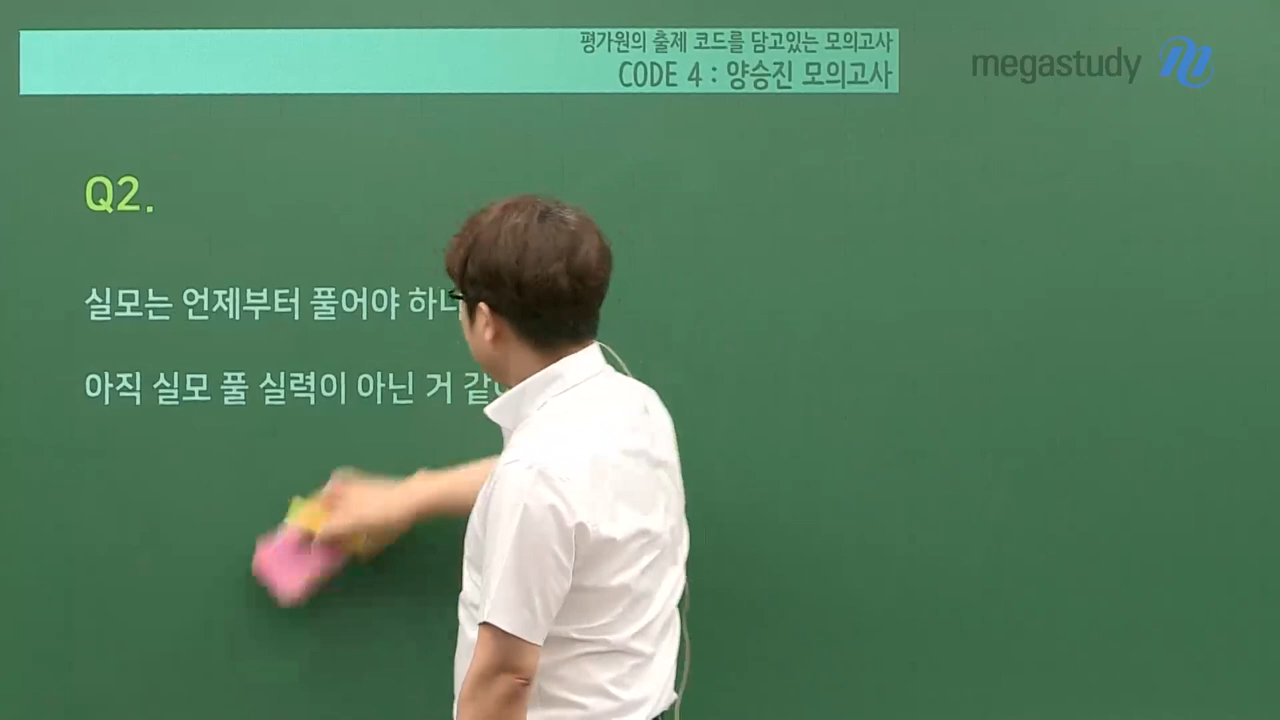 평가원의 출제 코드를 담고있는 모의고사
CODE 4 : 양승진 모의고사
megastudy
Q2.
실모는 언제부터 풀어야 하나
아직 실모 풀 실력이 아닌 거